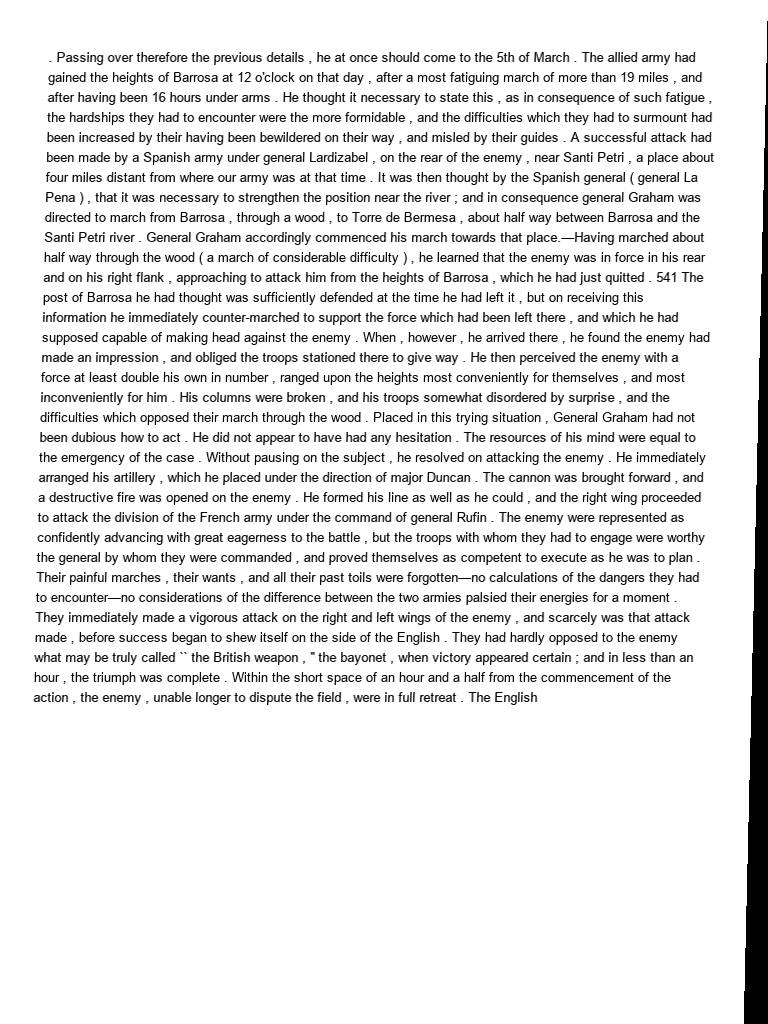 . Passing over therefore the previous details , he at once should come to the 5th of March . The allied army had
gained the heights of Barrosa at 12 o'clock on that day , after a most fatiguing march of more than 19 miles , and
after having been 16 hours under arms . He thought it necessary to state this , as in consequence of such fatigue ,
the hardships they had to encounter were the more formidable , and the difficulties which they had to surmount had
been increased by their having been bewildered on their way , and misled by their guides . A successful attack had
been made by a Spanish army under general Lardizabel , on the rear of the enemy , near Santi Petri , a place about
four miles distant from where our army was at that time . It was then thought by the Spanish general ( general La
Pena ) , that it was necessary to strengthen the position near the river ; and in consequence general Graham was
directed to march from Barrosa , through a wood , to Torre de Bermesa , about half way between Barrosa and the
Santi Petri river . General Graham accordingly commenced his march towards that place.—Having marched about
half way through the wood ( a march of considerable difficulty ) , he learned that the enemy was in force in his rear
and on his right flank , approaching to attack him from the heights of Barrosa , which he had just quitted . 541 The
post of Barrosa he had thought was sufficiently defended at the time he had left it , but on receiving this
information he immediately counter-marched to support the force which had been left there , and which he had
supposed capable of making head against the enemy . When , however , he arrived there , he found the enemy had
made an impression , and obliged the troops stationed there to give way . He then perceived the enemy with a
force at least double his own in number , ranged upon the heights most conveniently for themselves , and most
inconveniently for him . His columns were broken , and his troops somewhat disordered by surprise , and the
difficulties which opposed their march through the wood . Placed in this trying situation , General Graham had not
been dubious how to act . He did not appear to have had any hesitation . The resources of his mind were equal to
the emergency of the case . Without pausing on the subject , he resolved on attacking the enemy . He immediately
arranged his artillery , which he placed under the direction of major Duncan . The cannon was brought forward , and
a destructive fire was opened on the enemy . He formed his line as well as he could , and the right wing proceeded
to attack the division of the French army under the command of general Rufin . The enemy were represented as
confidently advancing with great eagerness to the battle , but the troops with whom they had to engage were worthy
the general by whom they were commanded , and proved themselves as competent to execute as he was to plan .
Their painful marches , their wants , and all their past toils were forgotten—no calculations of the dangers they had
to encounter—no considerations of the difference between the two armies palsied their energies for a moment .
They immediately made a vigorous attack on the right and left wings of the enemy , and scarcely was that attack
made , before success began to shew itself on the side of the English . They had hardly opposed to the enemy
what may be truly called `` the British weapon , " the bayonet , when victory appeared certain ; and in less than an
hour , the triumph was complete . Within the short space of an hour and a half from the commencement of the
action , the enemy , unable longer to dispute the field , were in full retreat . The English